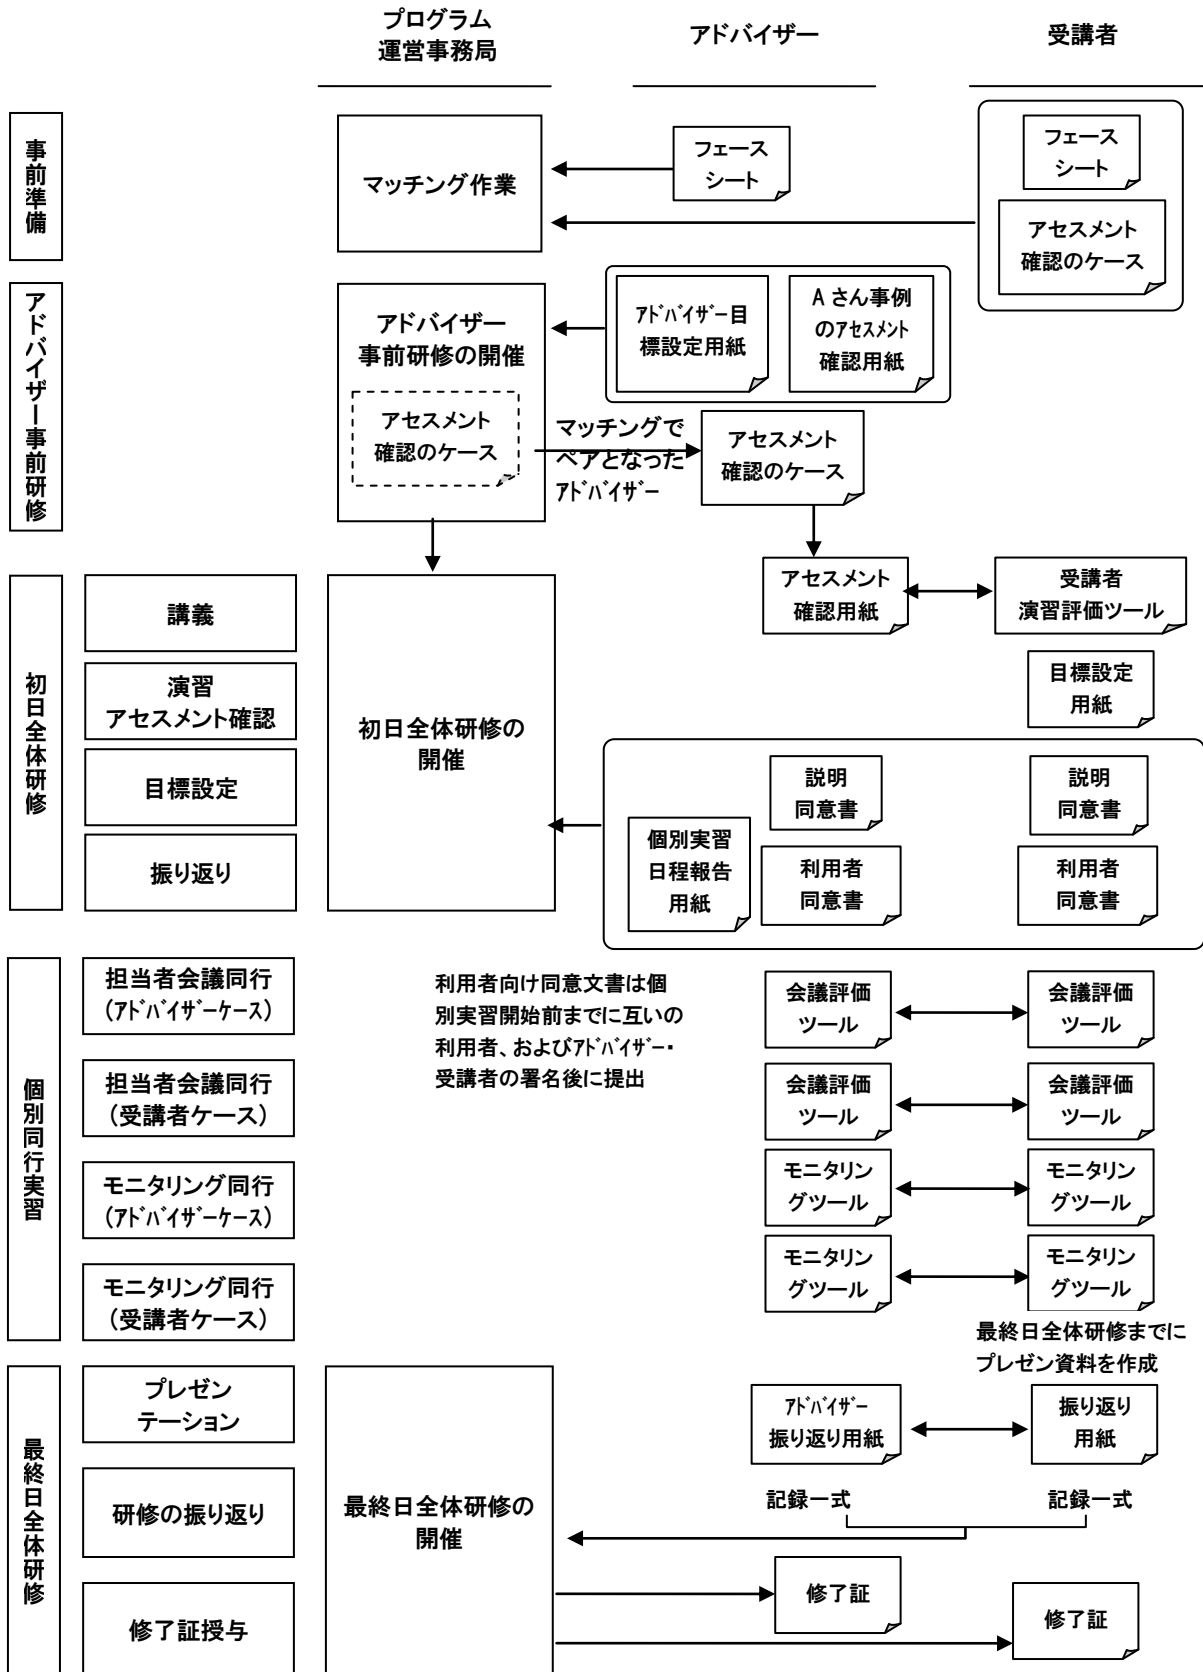 プログラム
運営事務局
アドバイザー
受講者
事前準備
マッチング作業
フェース
シート
フェース
シート
アセスメント
確認のケース
アドバイザー事前研修
アドバイザー
事前研修の開催
アセスメント
確認のケース
ｱﾄﾞﾊﾞｲｻﾞｰ目
標設定用紙
A さん事例
のｱｾｽﾒﾝﾄ
確認用紙
マッチングで
ペアとなった
ｱﾄﾞﾊﾞｲｻﾞｰ
アセスメント
確認のケース
初日全体研修
講義
演習
アセスメント確認
目標設定
振り返り
初日全体研修の
開催
アセスメント
確認用紙
受講者
演習評価ツール
目標設定
用紙
説明
同意書
説明
同意書
個別実習
日程報告
用紙
利用者
同意書
利用者
同意書
個別同行実習
担当者会議同行
（ｱﾄﾞﾊﾞｲｻﾞｰｹｰｽ）
担当者会議同行
（受講者ケース）
モニタリング同行
（ｱﾄﾞﾊﾞｲｻﾞｰｹｰｽ）
モニタリング同行
（受講者ケース）
利用者向け同意文書は個
別実習開始前までに互いの
利用者、およびｱﾄﾞﾊﾞｲｻﾞｰ・
受講者の署名後に提出
会議評価
ツール
会議評価
ツール
会議評価
ツール
会議評価
ツール
モニタリン
グツール
モニタリン
グツール
モニタリン
グツール
モニタリン
グツール
最終日全体研修までに
プレゼン資料を作成
最終日全体研修
プレゼン
テーション
研修の振り返り
修了証授与
最終日全体研修の
開催
ｱﾄﾞﾊﾞｲｻﾞｰ
振り返り用紙
振り返り
用紙
記録一式
記録一式
修了証
修了証